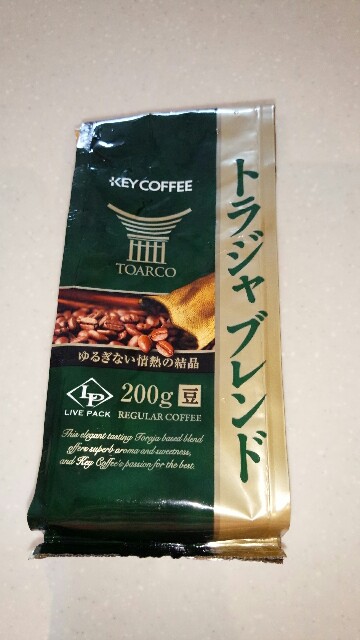 KEY COFFEE
TOARCO
トラジャブレンド
ゆるぎない情熱の結晶
LP
LIVE PACK
200g 豆
REGULAR COFFEE
This elegant tasting Toraja based blend
offers superb aroma and sweetness,
and Key Coffee's passion for the best.